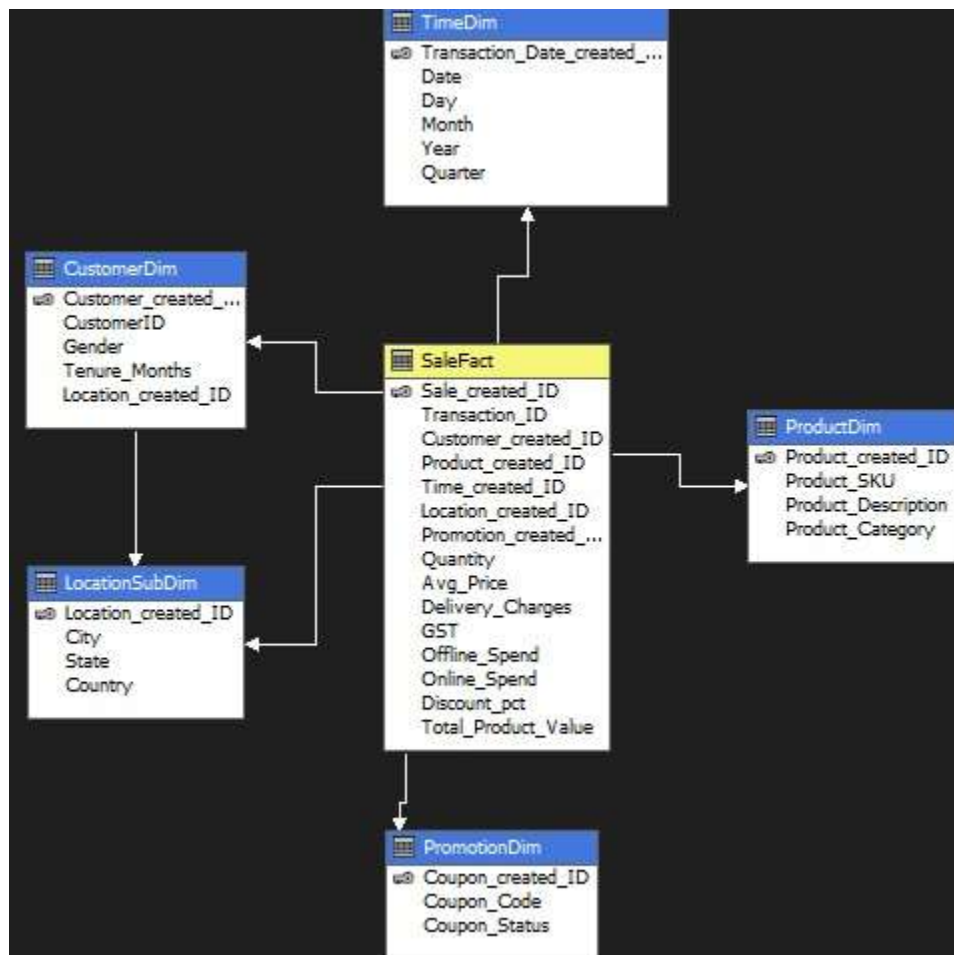 TimeDim
Transaction_Date_created_...
Date
Day
Month
Year
Quarter
CustomerDim
Customer_created_...
CustomerID
Gender
Tenure_Months
Location_created_ID
SaleFact
Sale_created_ID
Transaction_ID
Customer_created_ID
Product_created_ID
Time_created_ID
Location_created_ID
Promotion_created_...
Quantity
Avg_Price
Delivery_Charges
GST
Offline_Spend
Online_Spend
Discount_pct
Total_Product_Value
ProductDim
Product_created_ID
Product_SKU
Product_Description
Product_Category
LocationSubDim
Location_created_ID
City
State
Country
PromotionDim
Coupon_created_ID
Coupon_Code
Coupon_Status